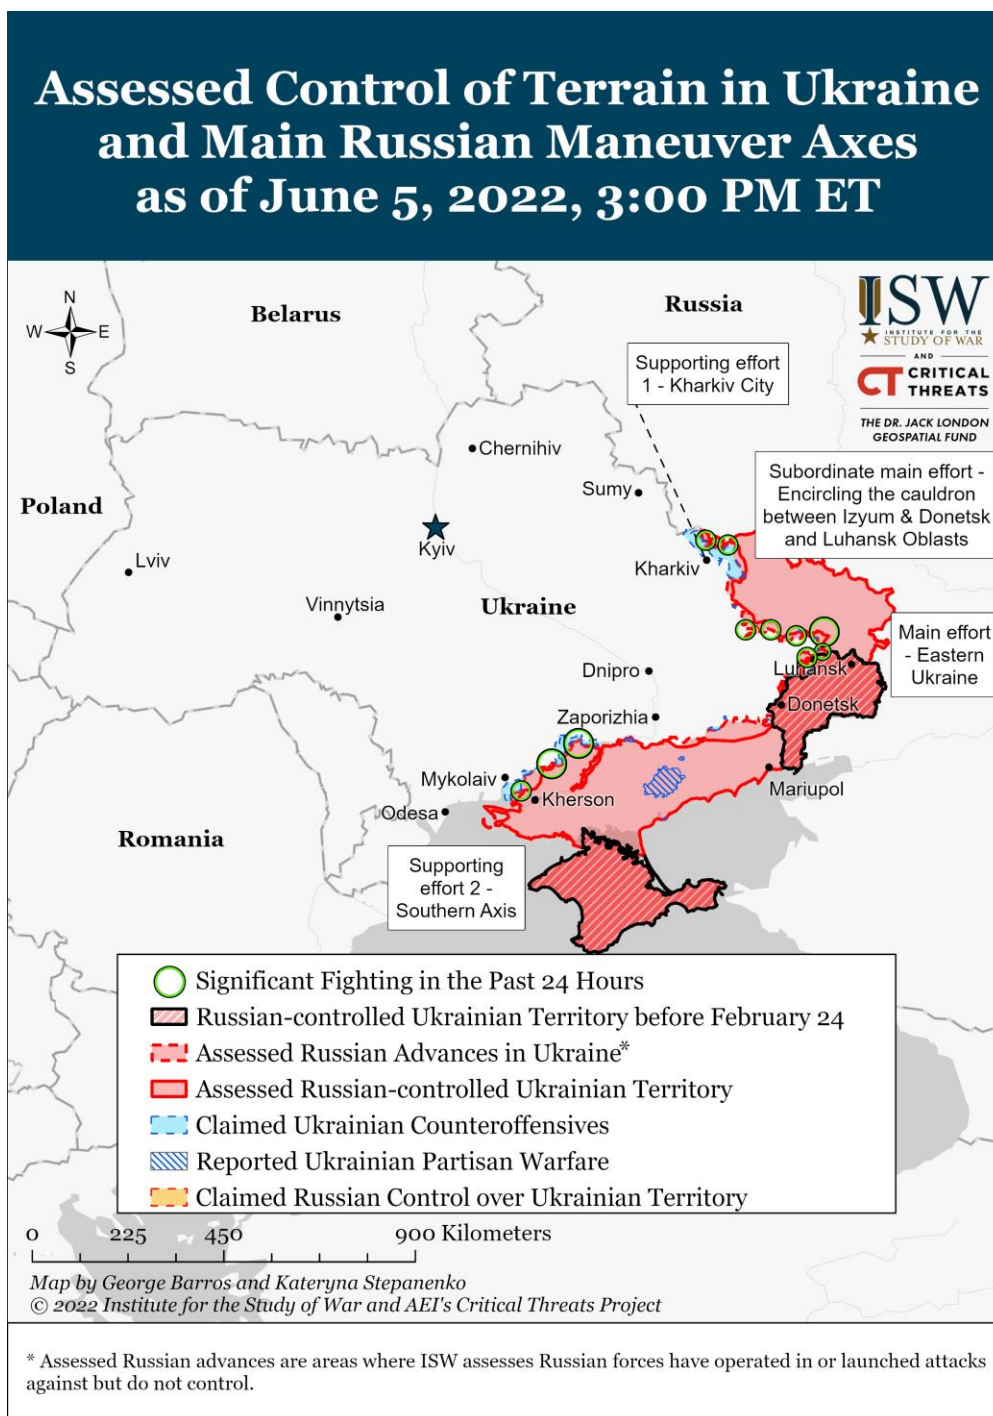 Assessed Control of Terrain in Ukraine
and Main Russian Maneuver Axes
as of June 5, 2022, 3:00 PM ET
N
W
E
S
Belarus
Russia
ISW
INSTITUTE FOR THE
STUDY OF WAR
AND
CT CRITICAL
THREATS
THE DR. JACK LONDON
GEOSPATIAL FUND
Supporting effort
1 - Kharkiv City
Chernihiv
Subordinate main effort -
Encircling the cauldron
between Izyum & Donetsk
and Luhansk Oblasts
Sumy
Poland
Kyiv
Lviv
Kharkiv
Vinnytsia
Ukraine
Main effort
- Eastern
Ukraine
Dnipro
Luhansk
Donetsk
Zaporizhia
Mykolaiv
Mariupol
Kherson
Odesa
Romania
Supporting
effort 2 -
Southern Axis
Significant Fighting in the Past 24 Hours
Russian-controlled Ukrainian Territory before February 24
Assessed Russian Advances in Ukraine*
Assessed Russian-controlled Ukrainian Territory
Claimed Ukrainian Counteroffensives
Reported Ukrainian Partisan Warfare
Claimed Russian Control over Ukrainian Territory
0 225 450 900 Kilometers
Map by George Barros and Kateryna Stepanenko
© 2022 Institute for the Study of War and AEI's Critical Threats Project
* Assessed Russian advances are areas where ISW assesses Russian forces have operated in or launched attacks
against but do not control.